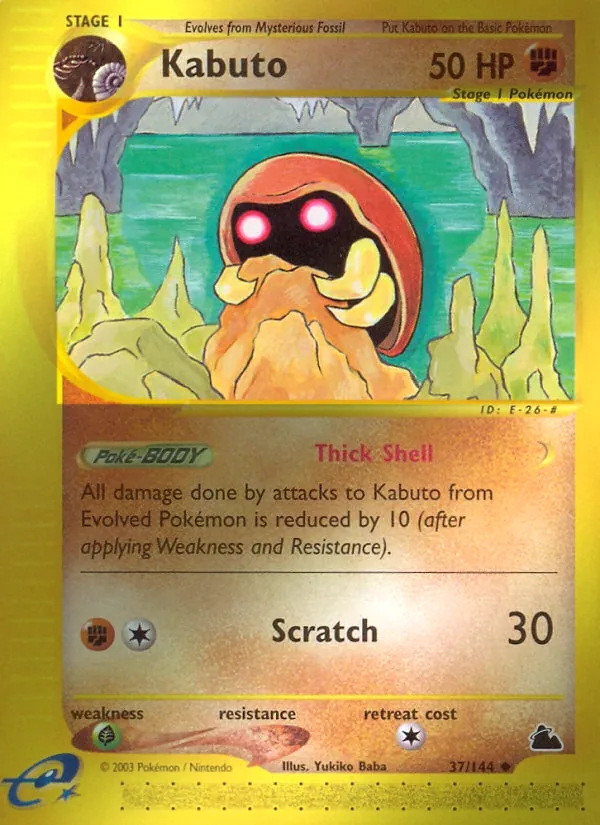 STAGE 1
Evolves from Mysterious Fossil
Put Kabuto on the Basic Pokémon
Kabuto
50 HP
Stage 1 Pokémon
ID: E-26-#
Poké-BODY
Thick Shell
All damage done by attacks to Kabuto from
Evolved Pokémon is reduced by 10 (after
applying Weakness and Resistance).
Scratch
30
weakness
resistance
retreat cost
© 2003 Pokémon / Nintendo
Illus. Yukiko Baba
37/144
e